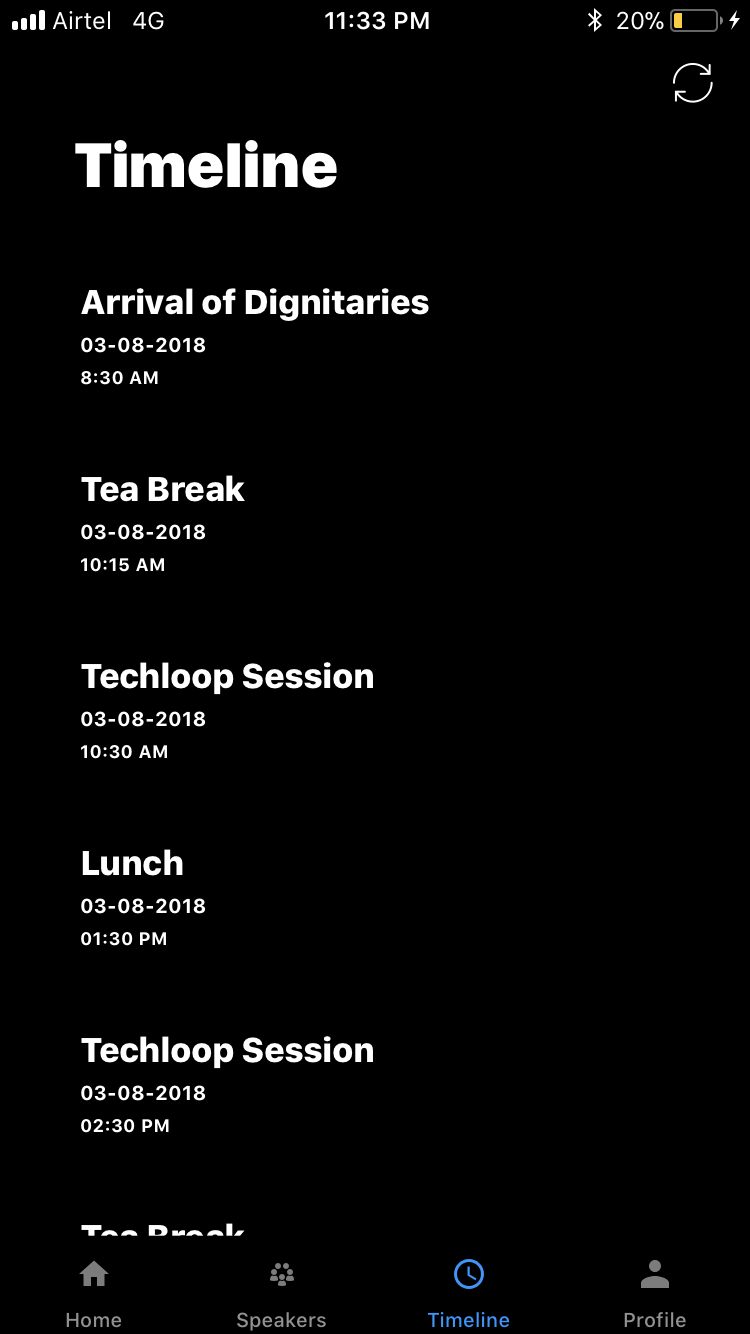 Airtel 4G 11:33 PM 20%
Timeline
Arrival of Dignitaries
03-08-2018
8:30 AM
Tea Break
03-08-2018
10:15 AM
Techloop Session
03-08-2018
10:30 AM
Lunch
03-08-2018
01:30 PM
Techloop Session
03-08-2018
02:30 PM
Tea Break
Home Speakers Timeline Profile